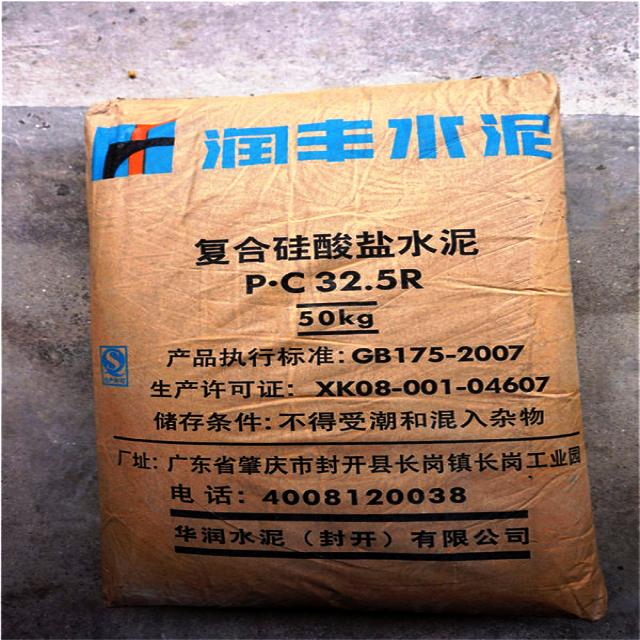 润丰水泥
复合硅酸盐水泥
P·C 32.5R
50kg
产品执行标准:GB175-2007
生产许可证: XK08-001-04607
储存条件:不得受潮和混入杂物
厂址:广东省肇庆市封开县长岗镇长岗工业园
电 话:4008120038
华润水泥(封开)有限公司